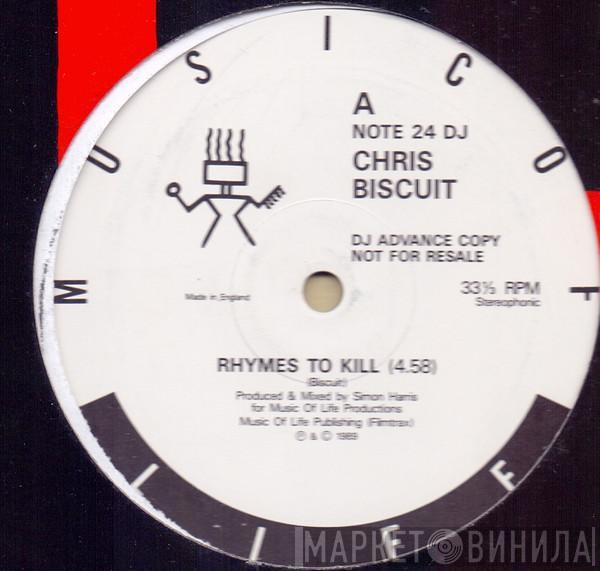 MUSIC OF LIFE
A
NOTE 24 DJ
CHRIS
BISCUIT
DJ ADVANCE COPY
NOT FOR RESALE
33⅓ RPM
Stereophonic
Made in England
RHYMES TO KILL (4.58)
(Biscuit)
Produced & Mixed by Simon Harris
for Music Of Life Productions
Music Of Life Publishing (Filmtrax)
℗ & © 1989
МАРКЕТ ВИНИЛА